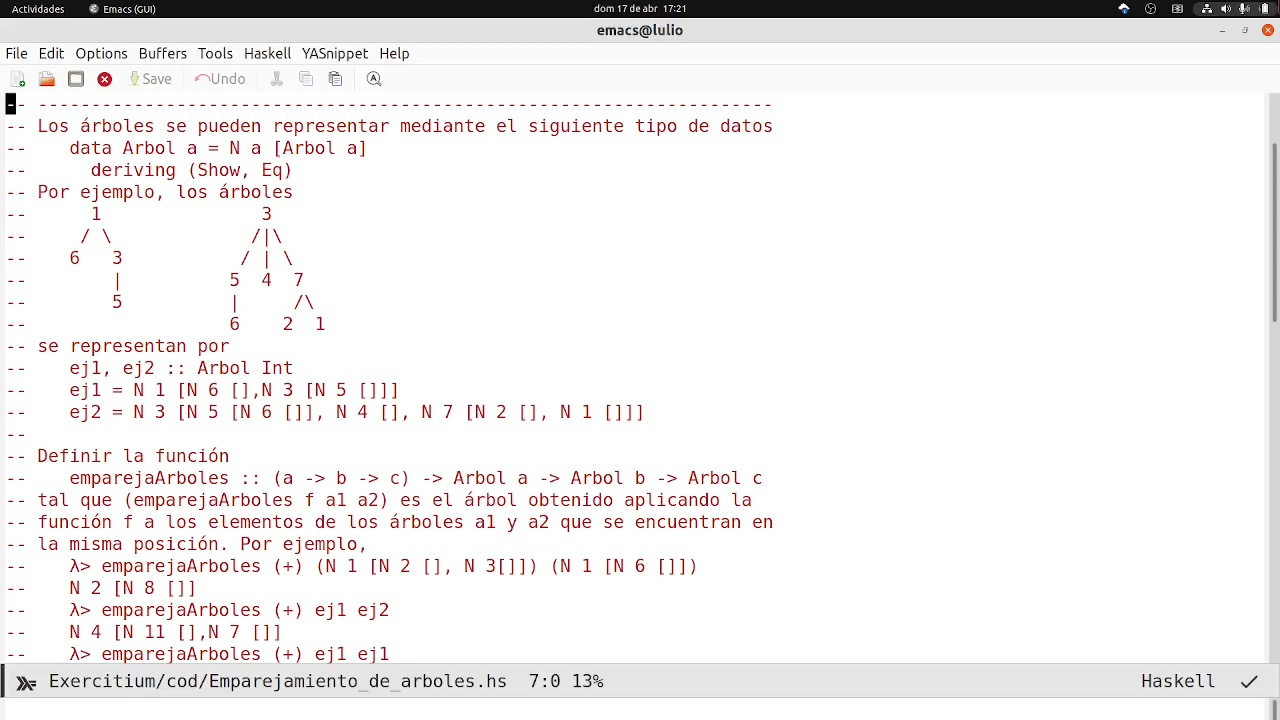 Actividades Emacs (GUI) dom 17 de abr 17:21
emacs@lulio
File Edit Options Buffers Tools Haskell YASnippet Help
Save Undo
-- ---------------------------------------------------------------------
-- Los árboles se pueden representar mediante el siguiente tipo de datos
--    data Arbol a = N a [Arbol a]
--      deriving (Show, Eq)
-- Por ejemplo, los árboles
--      1               3
--     / \             /|\
--    6   3           / | \
--        |          5  4  7
--        5          |     /\
--                   6    2  1
-- se representan por
--    ej1, ej2 :: Arbol Int
--    ej1 = N 1 [N 6 [],N 3 [N 5 []]]
--    ej2 = N 3 [N 5 [N 6 []], N 4 [], N 7 [N 2 [], N 1 []]]
--
-- Definir la función
--    emparejaArboles :: (a -> b -> c) -> Arbol a -> Arbol b -> Arbol c
-- tal que (emparejaArboles f a1 a2) es el árbol obtenido aplicando la
-- función f a los elementos de los árboles a1 y a2 que se encuentran en
-- la misma posición. Por ejemplo,
--    λ> emparejaArboles (+) (N 1 [N 2 [], N 3[]]) (N 1 [N 6 []])
--    N 2 [N 8 []]
--    λ> emparejaArboles (+) ej1 ej2
--    N 4 [N 11 [],N 7 []]
--    λ> emparejaArboles (+) ej1 ej1
Exercitium/cod/Emparejamiento_de_arboles.hs 7:0 13% Haskell